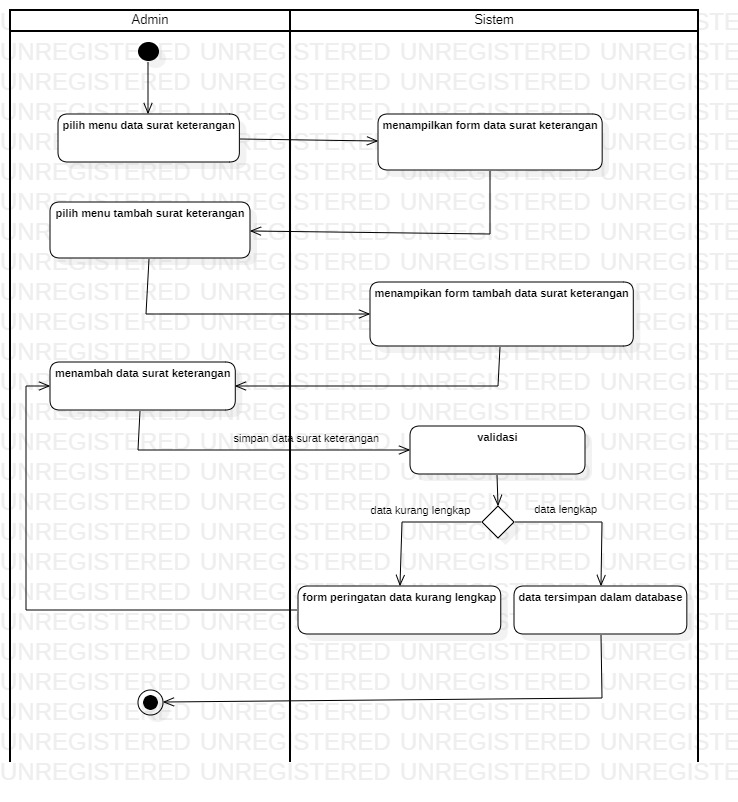 Admin
Sistem
pilih menu data surat keterangan
menampilkan form data surat keterangan
pilih menu tambah surat keterangan
menampikan form tambah data surat keterangan
menambah data surat keterangan
simpan data surat keterangan
validasi
data kurang lengkap
data lengkap
form peringatan data kurang lengkap
data tersimpan dalam database
UNREGISTERED